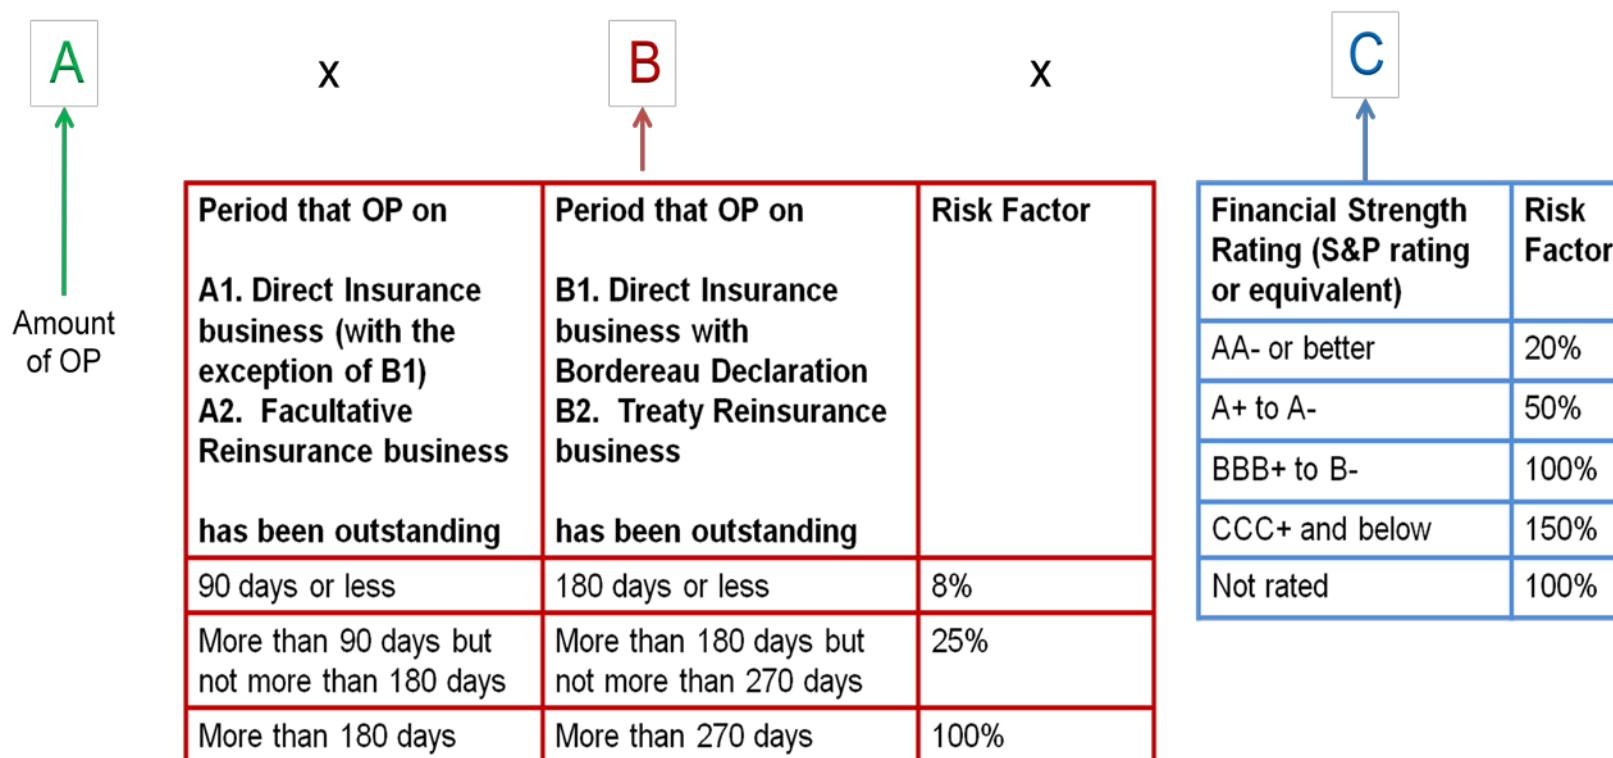 A
x
B
x
C
Amount
of OP
Period that OP on
A1. Direct Insurance
business (with the
exception of B1)
A2. Facultative
Reinsurance business
has been outstanding
Period that OP on
B1. Direct Insurance
business with
Bordereau Declaration
B2. Treaty Reinsurance
business
has been outstanding
Risk Factor
90 days or less
180 days or less
8%
More than 90 days but
not more than 180 days
More than 180 days but
not more than 270 days
25%
More than 180 days
More than 270 days
100%
Financial Strength
Rating (S&P rating
or equivalent)
Risk
Factor
AA- or better
20%
A+ to A-
50%
BBB+ to B-
100%
CCC+ and below
150%
Not rated
100%